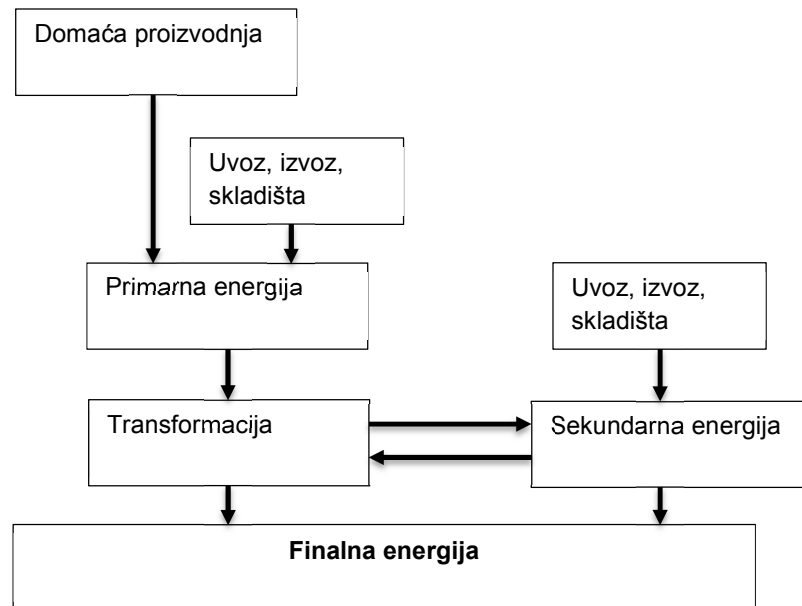 Domaća proizvodnja
Uvoz, izvoz,
skladišta
Primarna energija
Uvoz, izvoz,
skladišta
Transformacija
Sekundarna energija
Finalna energija